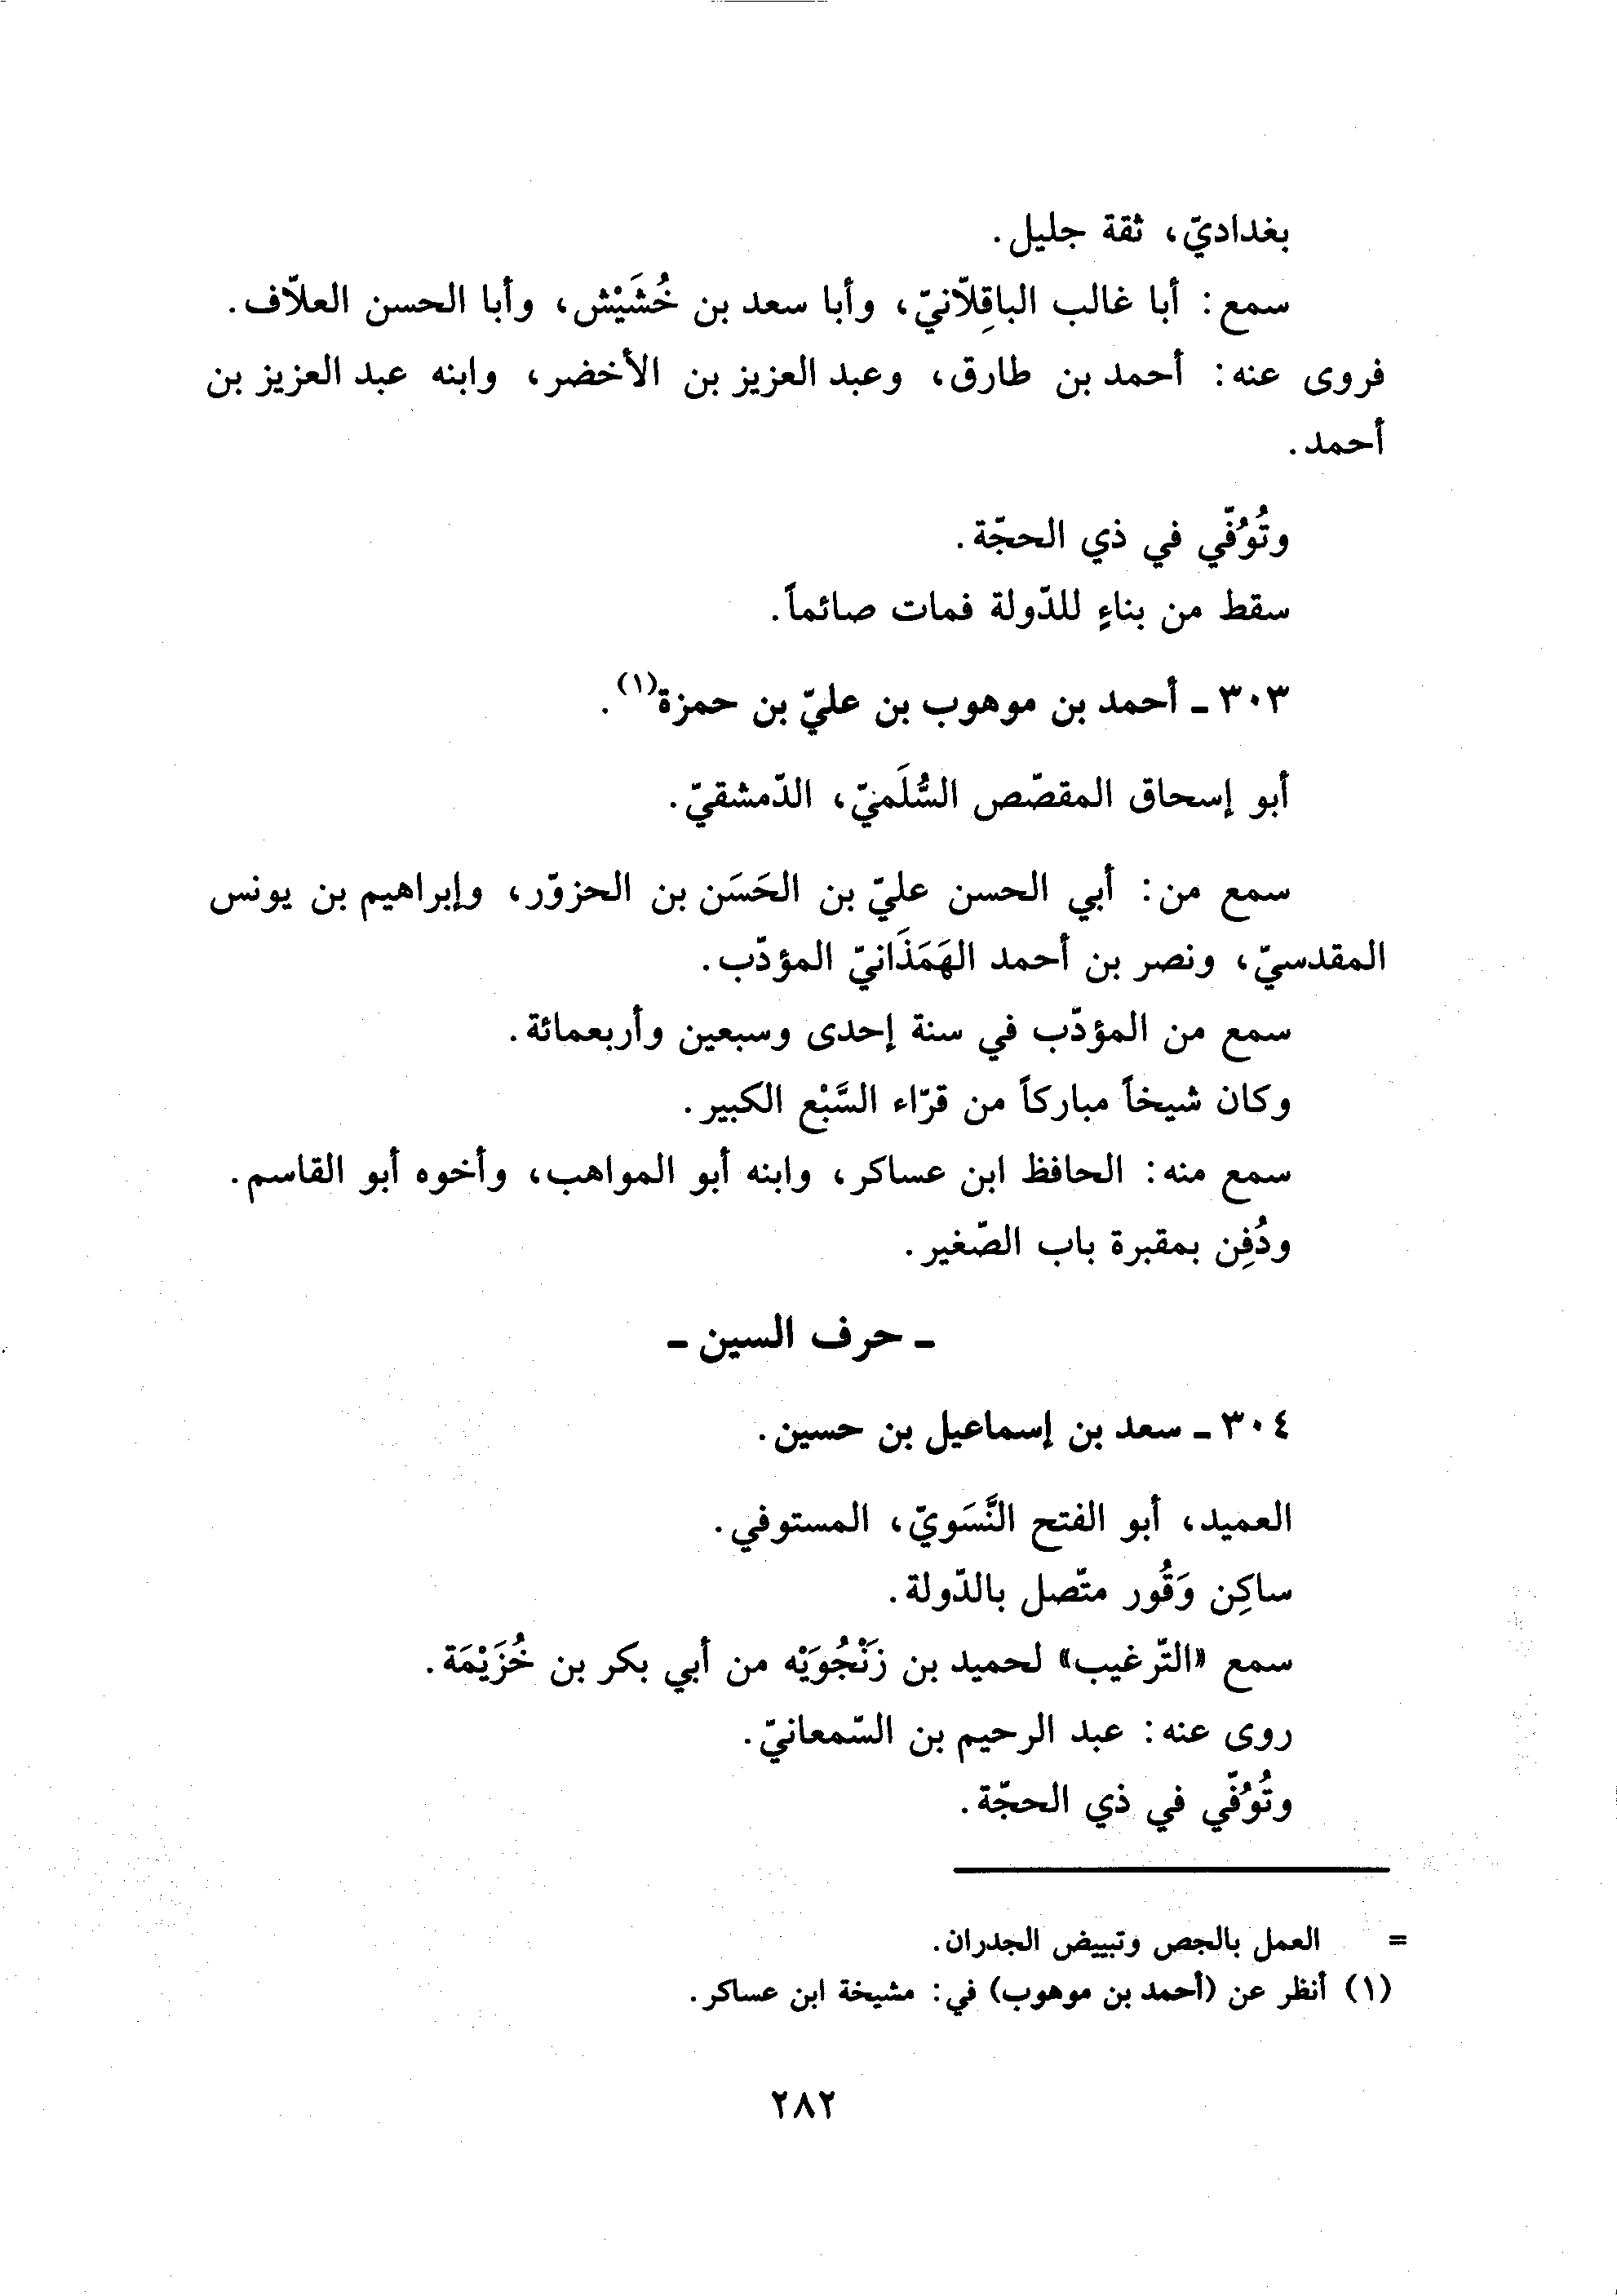 بغداديّ، ثقة جليل.
سمع: أبا غالب الباقِلّانيّ، وأبا سعد بن خُشَيْش، وأبا الحسن العلّاف.
فروى عنه: أحمد بن طارق، وعبد العزيز بن الأخضر، وابنه عبد العزيز بن
أحمد.
وتُوُفّي في ذي الحجّة.
سقط من بناءٍ للدّولة فمات صائماً.
٣٠٣ ـ أحمد بن موهوب بن عليّ بن حمزة(١).
أبو إسحاق المقصّص السُّلَميّ، الدّمشقيّ.
سمع من: أبي الحسن عليّ بن الحَسَن بن الحزوّر، وإبراهيم بن يونس
المقدسيّ، ونصر بن أحمد الهَمَذَانيّ المؤدّب.
سمع من المؤدّب في سنة إحدى وسبعين وأربعمائة.
وكان شيخاً مباركاً من قرّاء السَّبْع الكبير.
سمع منه: الحافظ ابن عساكر، وابنه أبو المواهب، وأخوه أبو القاسم.
ودُفِن بمقبرة باب الصّغير.
ـ حرف السين ـ
٣٠٤ ـ سعد بن إسماعيل بن حسين.
العميد، أبو الفتح النَّسَويّ، المستوفي.
ساكِن وَقُور متّصل بالدّولة.
سمع «التّرغيب» لحميد بن زَنْجُوَيْه من أبي بكر بن خُزَيْمَة.
روى عنه: عبد الرحيم بن السّمعانيّ.
وتُوُفّي في ذي الحجّة.
= العمل بالجص وتبييض الجدران.
(١) أنظر عن (أحمد بن موهوب) في: مشيخة ابن عساكر.
٢٨٢